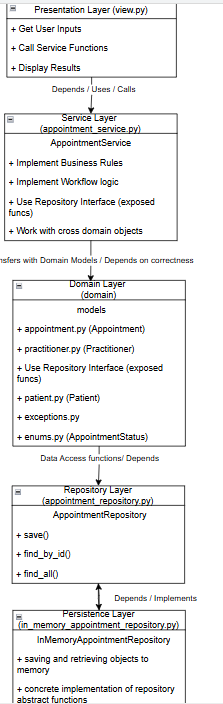 Presentation Layer (view.py)
+ Get User Inputs
+ Call Service Functions
+ Display Results
Depends / Uses / Calls
Service Layer
(appointment_service.py)
AppointmentService
+ Implement Business Rules
+ Implement Workflow logic
+ Use Repository Interface (exposed
funcs)
+ Work with cross domain objects
nsfers with Domain Models / Depends on correctness
Domain Layer
(domain)
models
+ appointment.py (Appointment)
+ practitioner.py (Practitioner)
+ Use Repository Interface (exposed
funcs)
+ patient.py (Patient)
+ exceptions.py
+ enums.py (AppointmentStatus)
Data Access functions/ Depends
Repository Layer
(appointment_repository.py)
AppointmentRepository
+ save()
+ find_by_id()
+ find_all()
Depends / Implements
Persistence Layer
(in_memory_appointment_repository.py)
InMemoryAppointmentRepository
+ saving and retrieving objects to
memory
+ concrete implementation of repository
abstract functions